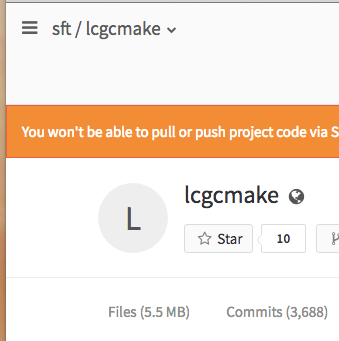 sft / lcgcmake
You won't be able to pull or push project code via S
L
lcgcmake
Star 10
Files (5.5 MB) Commits (3,688)